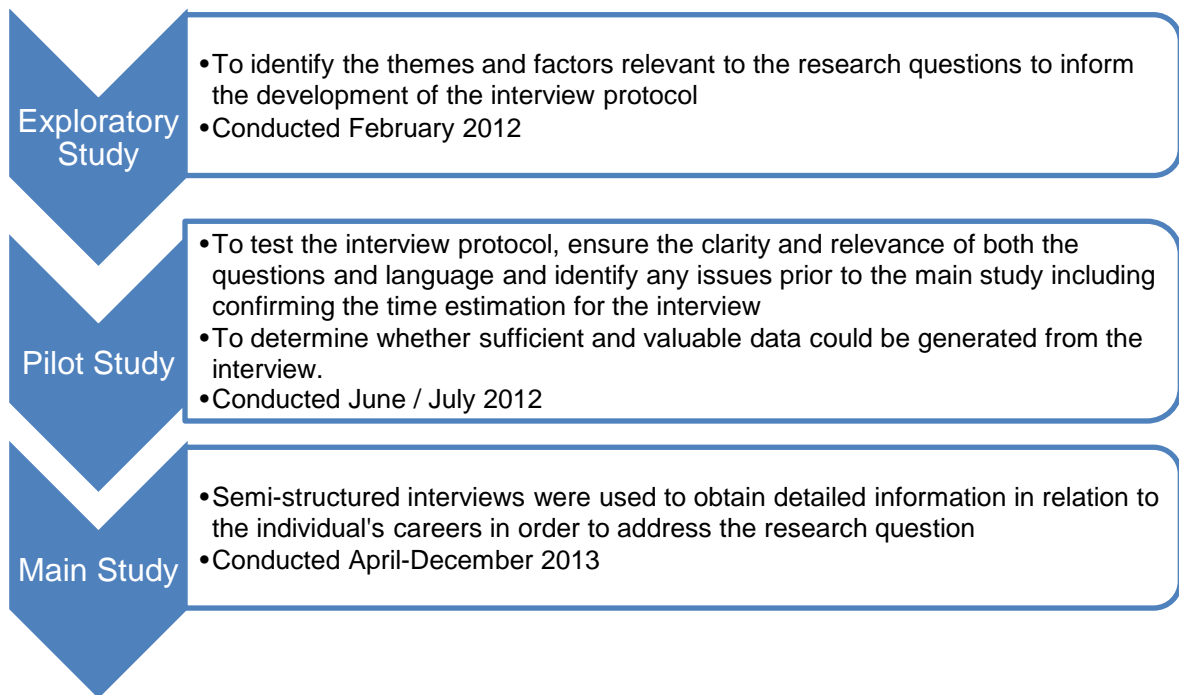 Exploratory
Study
•To identify the themes and factors relevant to the research questions to inform
the development of the interview protocol
•Conducted February 2012
Pilot Study
•To test the interview protocol, ensure the clarity and relevance of both the
questions and language and identify any issues prior to the main study including
confirming the time estimation for the interview
•To determine whether sufficient and valuable data could be generated from the
interview.
•Conducted June / July 2012
Main Study
•Semi-structured interviews were used to obtain detailed information in relation to
the individual's careers in order to address the research question
•Conducted April-December 2013